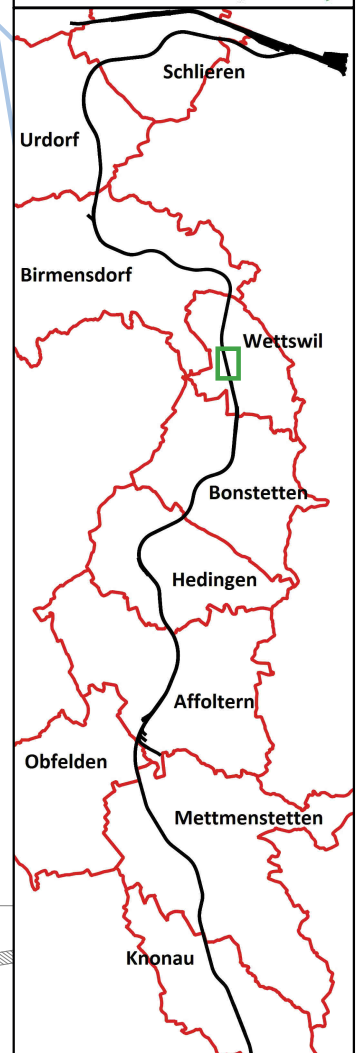 Schlieren
Urdorf
Birmensdorf
Wettswil
Bonstetten
Hedingen
Affoltern
Obfelden
Mettmenstetten
Knonau